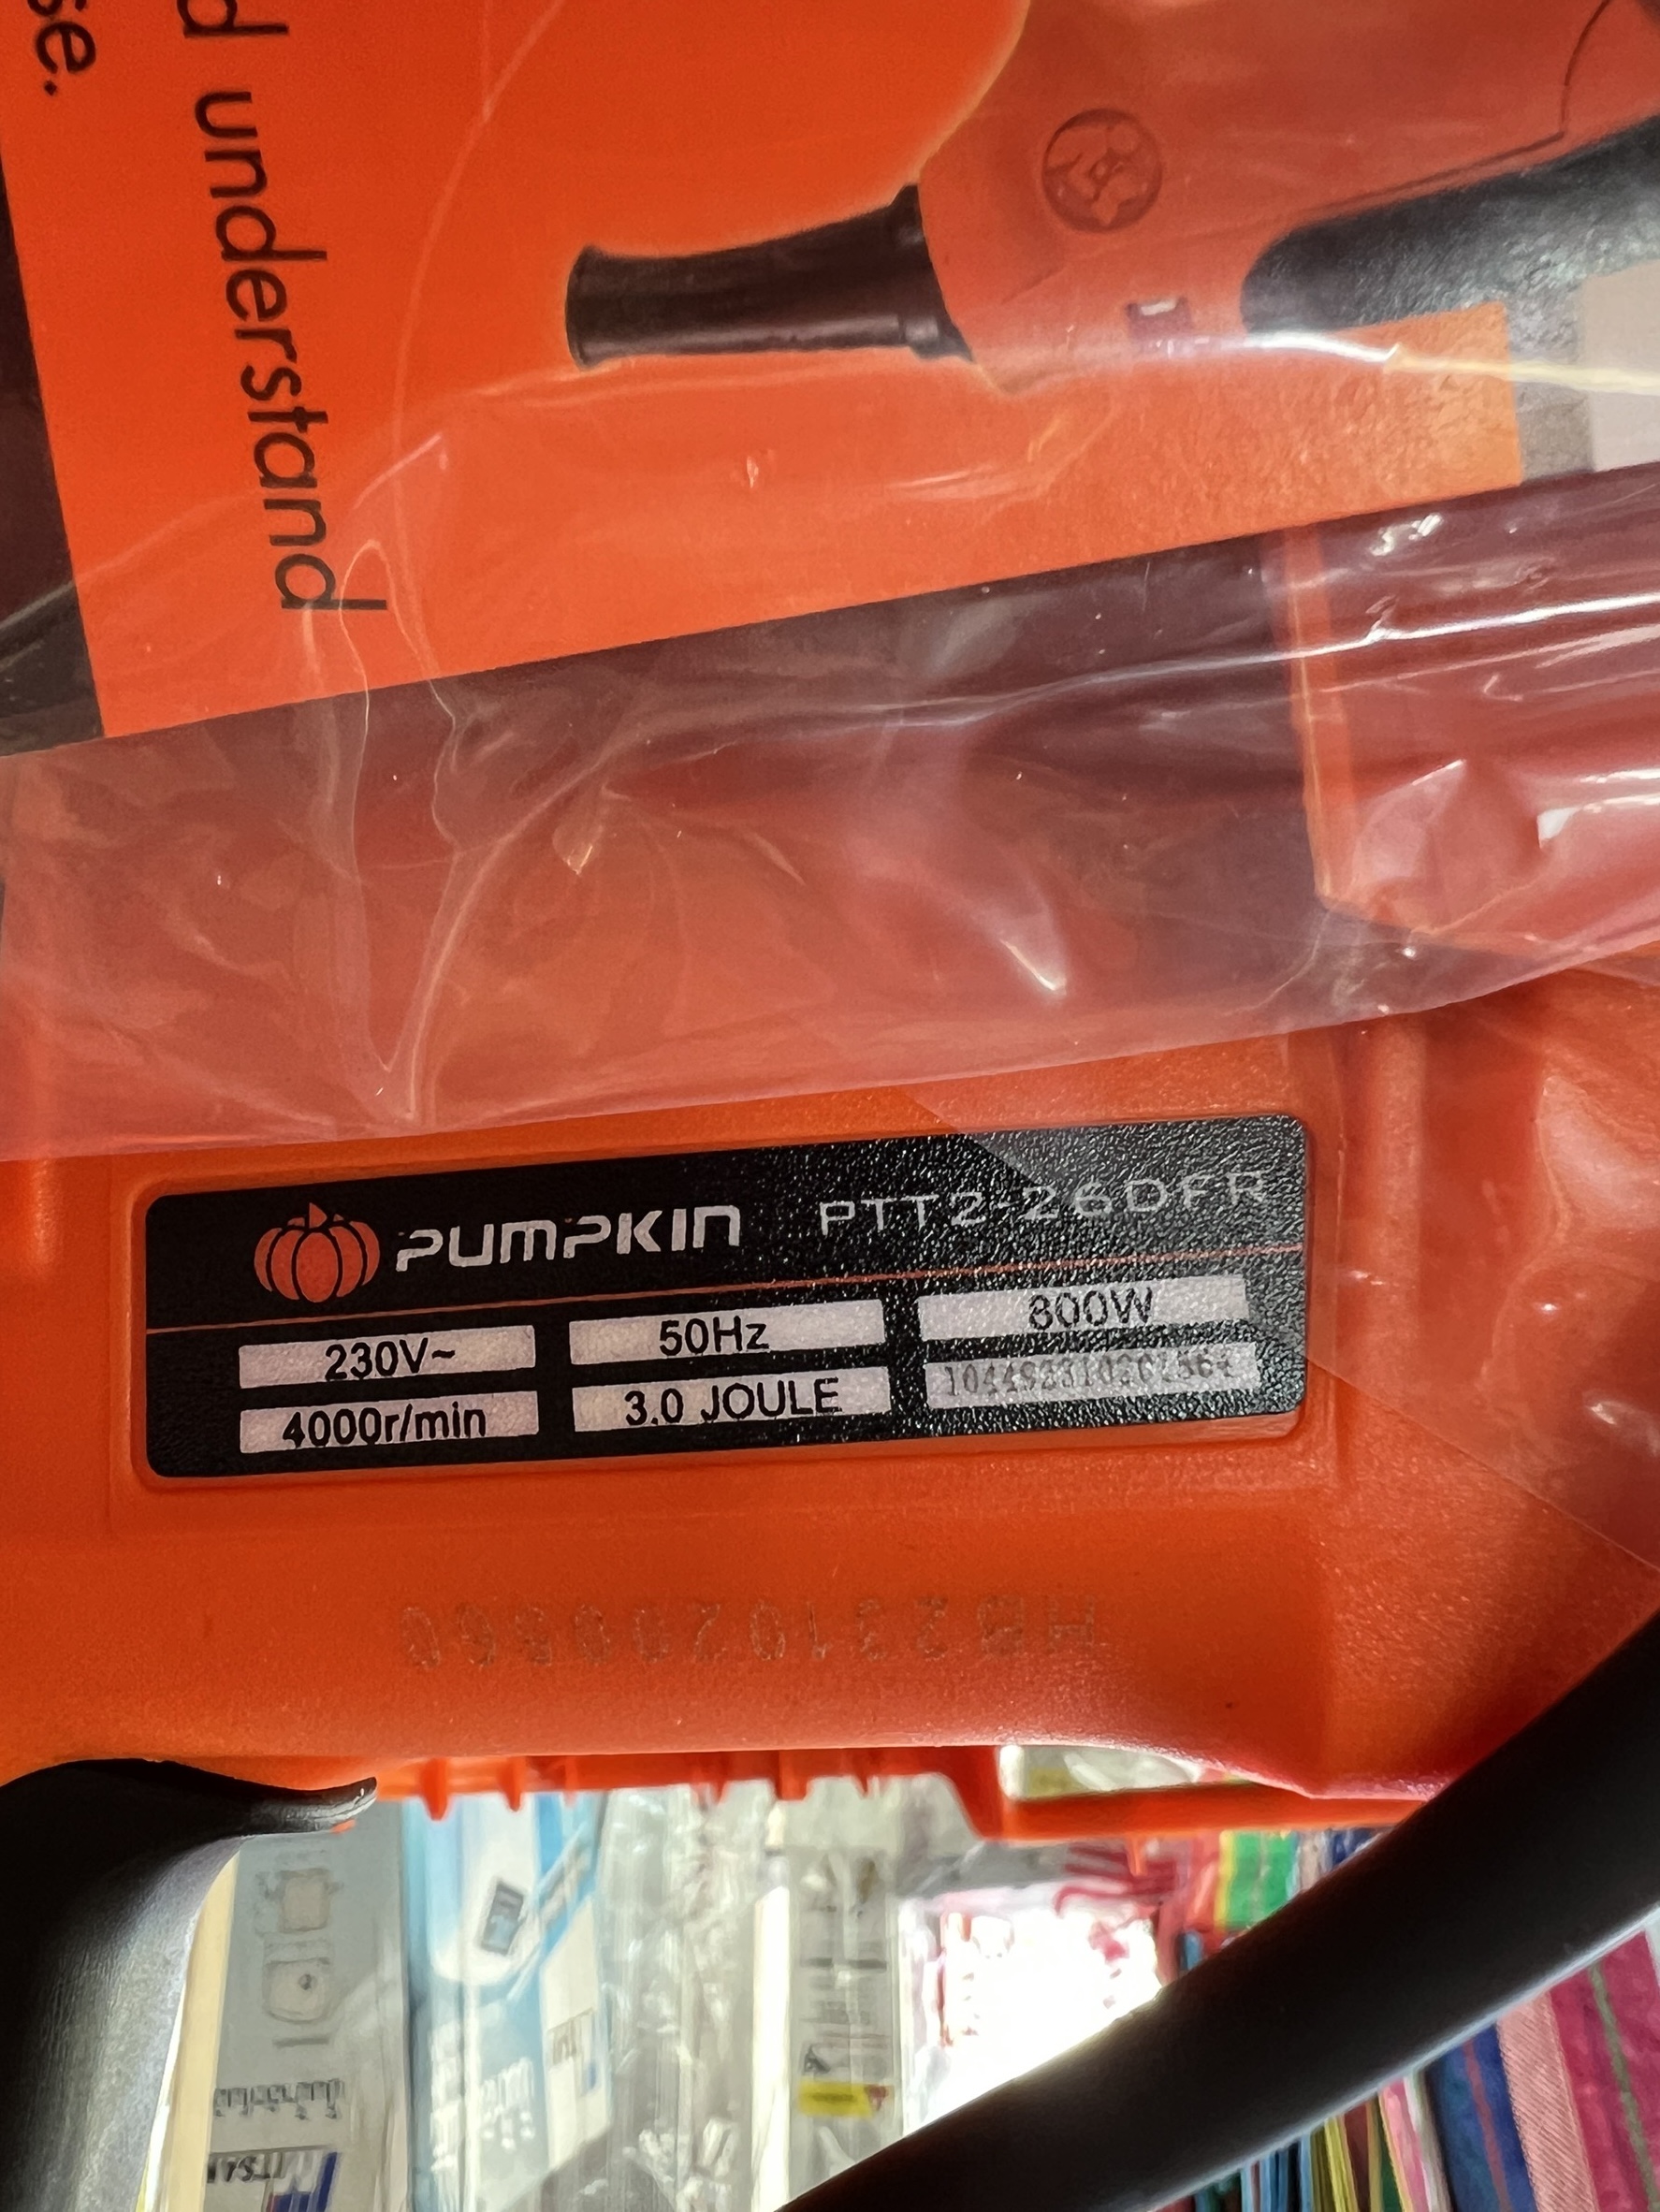 se.
d understand
PUMPKIN PTT2-26DFR
230V~ 50Hz 800W
4000r/min 3.0 JOULE